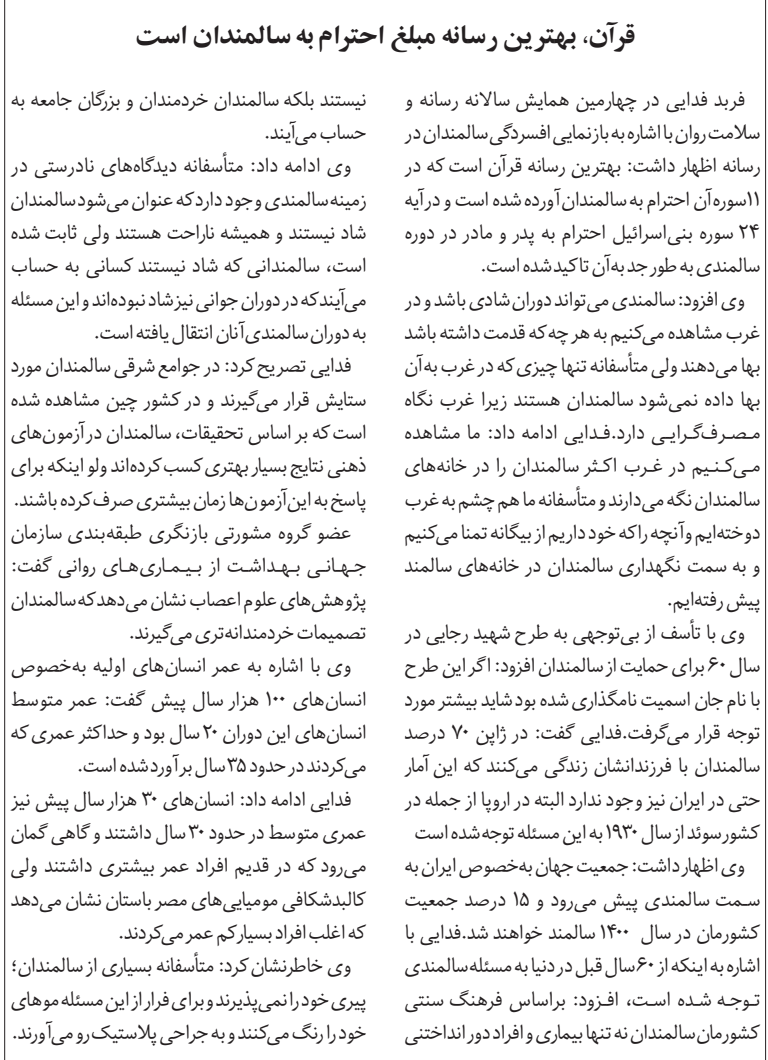 قرآن، بهترین رسانه مبلغ احترام به سالمندان است
فربد فدایی در چهارمین همایش سالانه رسانه و
سلامت روان با اشاره به بازنمایی افسردگی سالمندان در
رسانه اظهار داشت: بهترین رسانه قرآن است که در
۱۱سوره آن احترام به سالمندان آورده شده است و در آیه
۲۴ سوره بنی‌اسرائیل احترام به پدر و مادر در دوره
سالمندی به طور جد به آن تاکید شده است.
وی افزود: سالمندی می‌تواند دوران شادی باشد و در
غرب مشاهده می‌کنیم به هر چه که قدمت داشته باشد
بها می‌دهند ولی متأسفانه تنها چیزی که در غرب به آن
بها داده نمی‌شود سالمندان هستند زیرا غرب نگاه
مصرف‌گرایی دارد.فدایی ادامه داد: ما مشاهده
می‌کنیم در غرب اکثر سالمندان را در خانه‌های
سالمندان نگه می‌دارند و متأسفانه ما هم چشم به غرب
دوخته‌ایم و آنچه را که خود داریم از بیگانه تمنا می‌کنیم
و به سمت نگهداری سالمندان در خانه‌های سالمند
پیش رفته‌ایم.
وی با تأسف از بی‌توجهی به طرح شهید رجایی در
سال ۶۰ برای حمایت از سالمندان افزود: اگر این طرح
با نام جان اسمیت نامگذاری شده بود شاید بیشتر مورد
توجه قرار می‌گرفت.فدایی گفت: در ژاپن ۷۰ درصد
سالمندان با فرزندانشان زندگی می‌کنند که این آمار
حتی در ایران نیز وجود ندارد البته در اروپا از جمله در
کشور سوئد از سال ۱۹۳۰ به این مسئله توجه شده است
وی اظهار داشت: جمعیت جهان به‌خصوص ایران به
سمت سالمندی پیش می‌رود و ۱۵ درصد جمعیت
کشورمان در سال ۱۴۰۰ سالمند خواهند شد.فدایی با
اشاره به اینکه از ۶۰ سال قبل در دنیا به مسئله سالمندی
توجه شده است، افزود: براساس فرهنگ سنتی
کشورمان سالمندان نه تنها بیماری و افراد دور انداختنی
نیستند بلکه سالمندان خردمندان و بزرگان جامعه به
حساب می‌آیند.
وی ادامه داد: متأسفانه دیدگاه‌های نادرستی در
زمینه سالمندی وجود دارد که عنوان می‌شود سالمندان
شاد نیستند و همیشه ناراحت هستند ولی ثابت شده
است، سالمندانی که شاد نیستند کسانی به حساب
می‌آیند که در دوران جوانی نیز شاد نبوده‌اند و این مسئله
به دوران سالمندی آنان انتقال یافته است.
فدایی تصریح کرد: در جوامع شرقی سالمندان مورد
ستایش قرار می‌گیرند و در کشور چین مشاهده شده
است که بر اساس تحقیقات، سالمندان در آزمون‌های
ذهنی نتایج بسیار بهتری کسب کرده‌اند ولو اینکه برای
پاسخ به این آزمون‌ها زمان بیشتری صرف کرده باشند.
عضو گروه مشورتی بازنگری طبقه‌بندی سازمان
جهانی بهداشت از بیماری‌های روانی گفت:
پژوهش‌های علوم اعصاب نشان می‌دهد که سالمندان
تصمیمات خردمندانه‌تری می‌گیرند.
وی با اشاره به عمر انسان‌های اولیه به‌خصوص
انسان‌های ۱۰۰ هزار سال پیش گفت: عمر متوسط
انسان‌های این دوران ۲۰ سال بود و حداکثر عمری که
می‌کردند در حدود ۳۵ سال برآورد شده است.
فدایی ادامه داد: انسان‌های ۳۰ هزار سال پیش نیز
عمری متوسط در حدود ۳۰ سال داشتند و گاهی گمان
می‌رود که در قدیم افراد عمر بیشتری داشتند ولی
کالبدشکافی مومیایی‌های مصر باستان نشان می‌دهد
که اغلب افراد بسیار کم عمر می‌کردند.
وی خاطرنشان کرد: متأسفانه بسیاری از سالمندان؛
پیری خود را نمی‌پذیرند و برای فرار از این مسئله موهای
خود را رنگ می‌کنند و به جراحی پلاستیک رو می‌آورند.